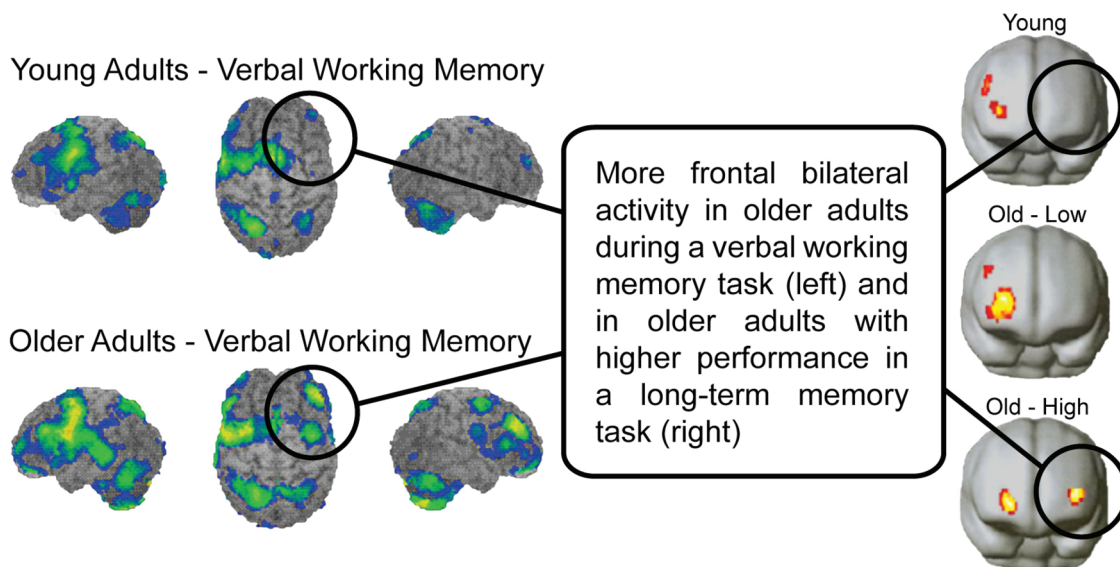 Young Adults - Verbal Working Memory
Older Adults - Verbal Working Memory
More frontal bilateral
activity in older adults
during a verbal working
memory task (left) and
in older adults with
higher performance in
a long-term memory
task (right)
Young
Old - Low
Old - High